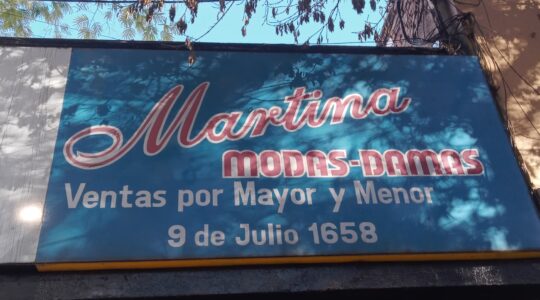 Martina
MODAS-DAMAS
Ventas por Mayor y Menor
9 de Julio 1658